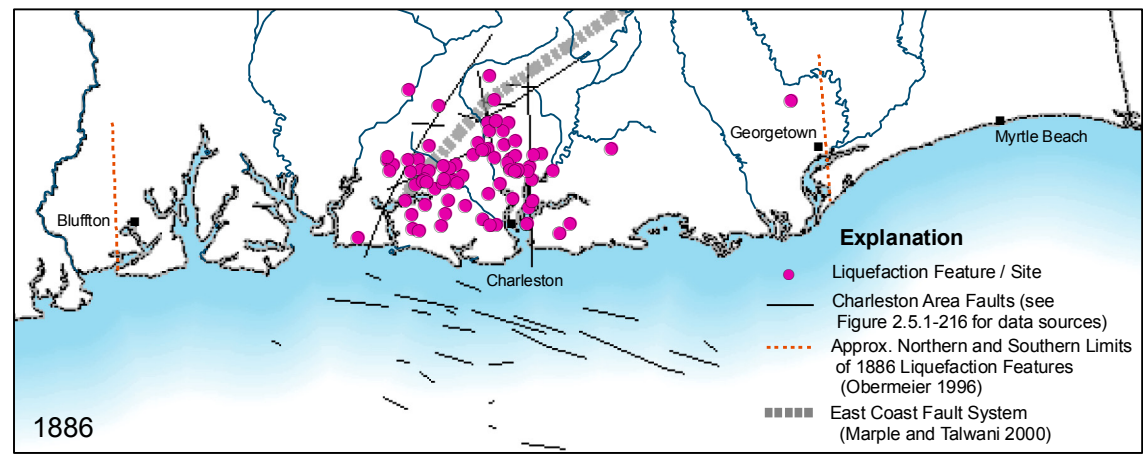 Georgetown
Myrtle Beach
Bluffton
Charleston
Explanation
Liquefaction Feature / Site
Charleston Area Faults (see
Figure 2.5.1-216 for data sources)
Approx. Northern and Southern Limits
of 1886 Liquefaction Features
(Obermeier 1996)
East Coast Fault System
(Marple and Talwani 2000)
1886